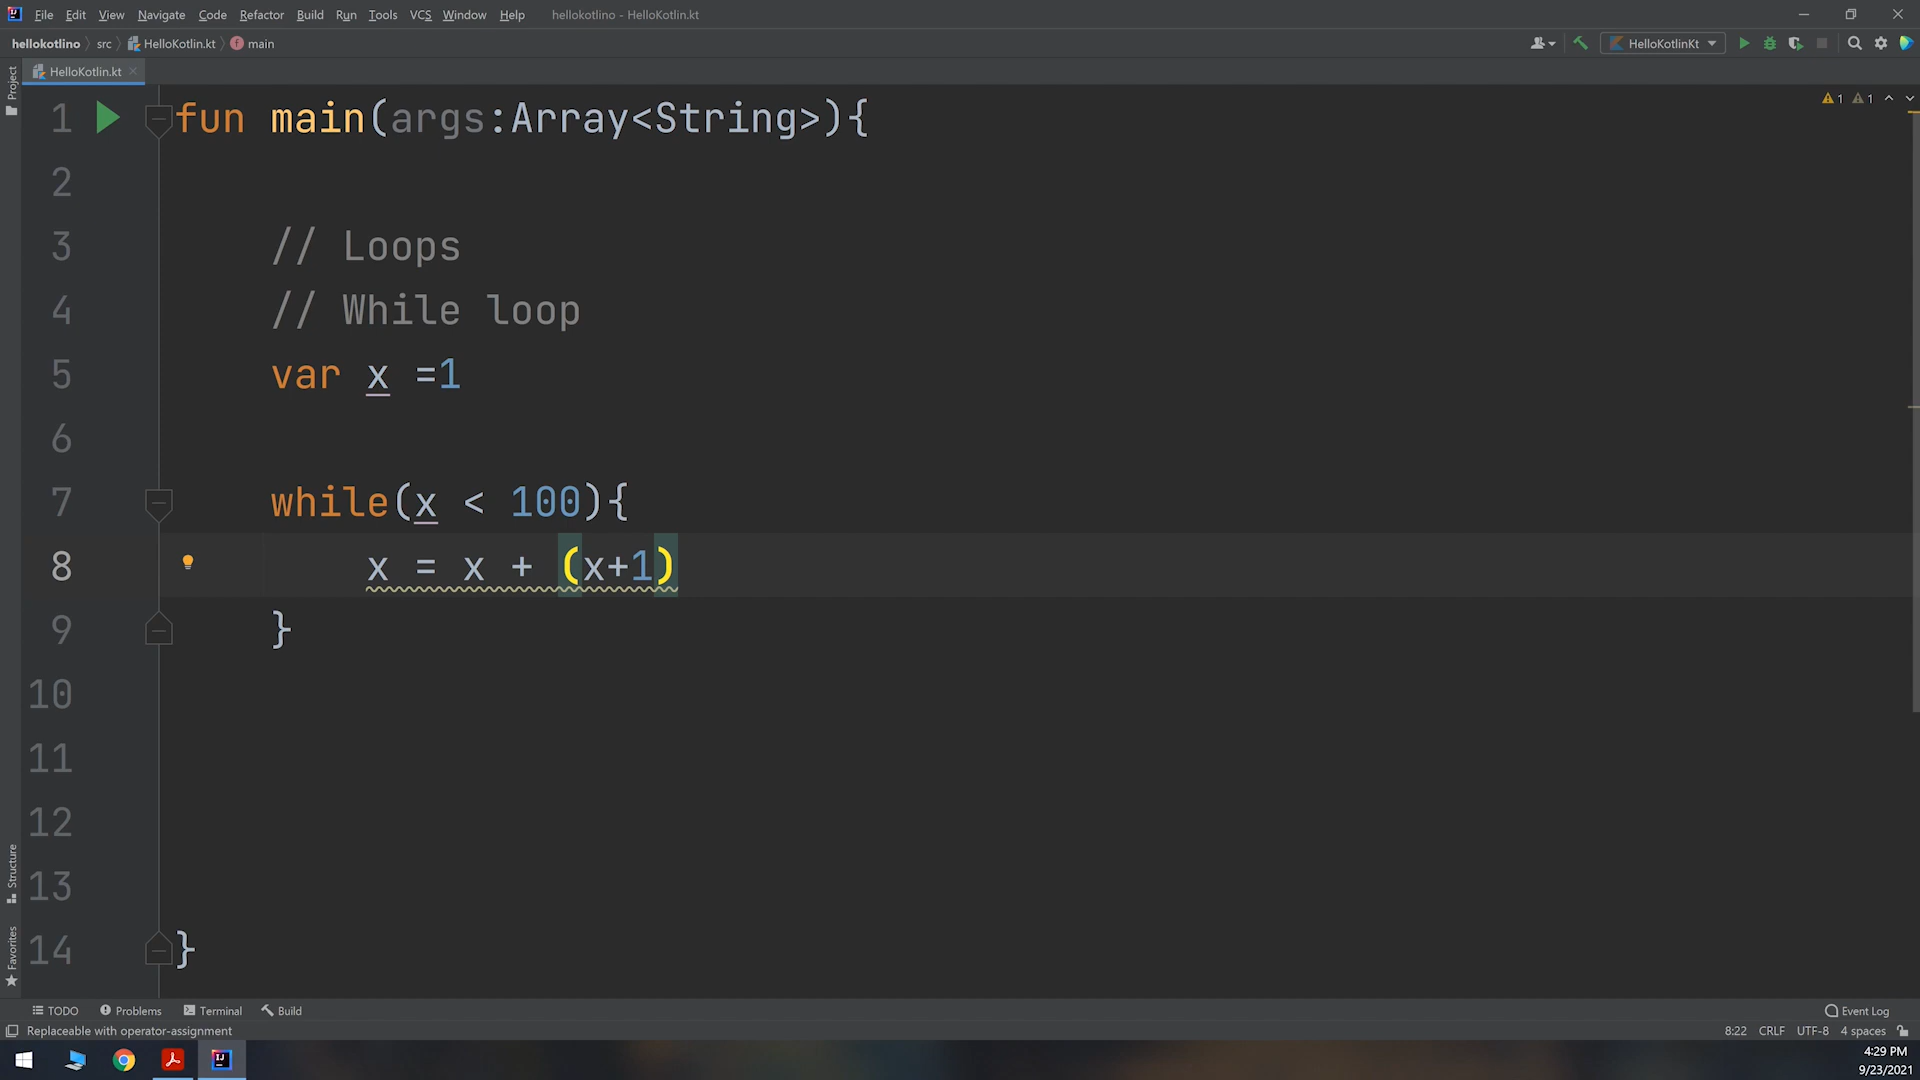 File Edit View Navigate Code Refactor Build Run Tools VCS Window Help hellokotlino - HelloKotlin.kt
hellokotlino src HelloKotlin.kt main HelloKotlinKt
Project
HelloKotlin.kt
1 fun main(args:Array<String>){ 1 1
2
3 // Loops
4 // While loop
5 var x =1
6
7 while(x < 100){
8 x = x + (x+1)
9 }
10
11
12
13
14 }
Structure
Favorites
TODO Problems Terminal Build Event Log
Replaceable with operator-assignment 8:22 CRLF UTF-8 4 spaces
4:29 PM
9/23/2021